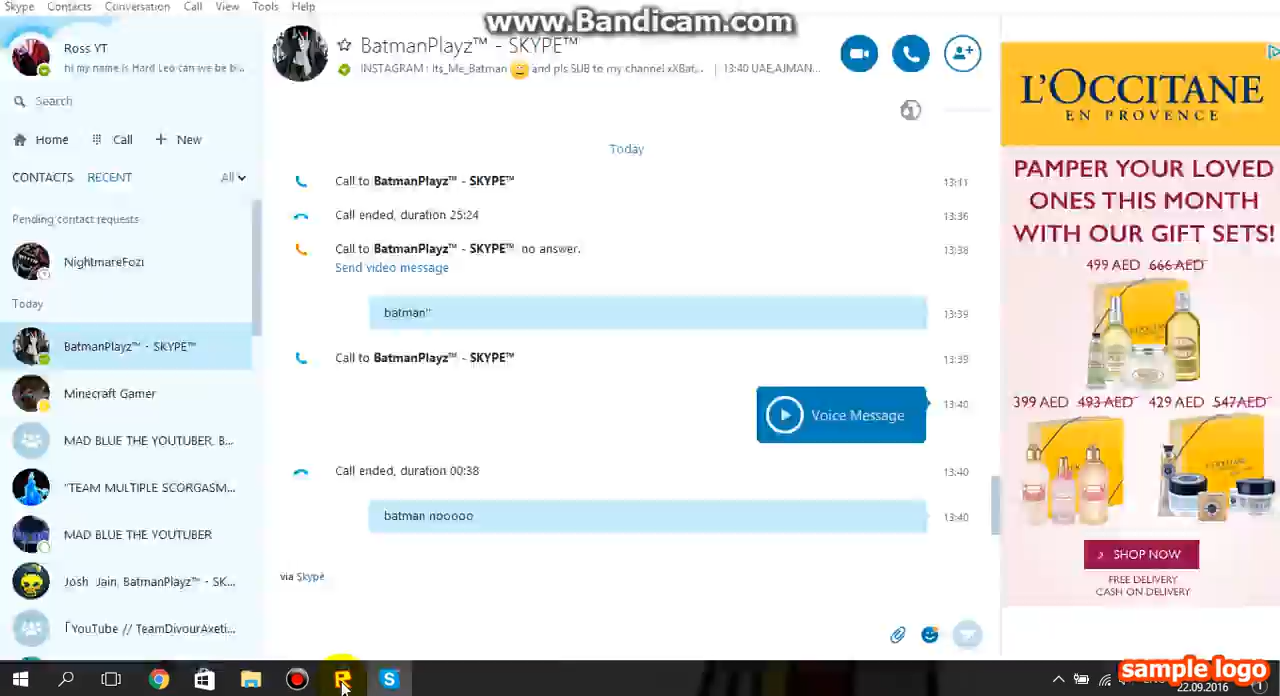 Skype Contacts Conversation Call View Tools Help
www.Bandicam.com
Ross YT
hi my name is Hard Leo can we be b...
Search
Home Call New
CONTACTS RECENT All
Pending contact requests
NightmareFozi
Today
BatmanPlayz™ - SKYPE™
Minecraft Gamer
MAD BLUE THE YOUTUBER, B...
"TEAM MULTIPLE SCORGASM...
MAD BLUE THE YOUTUBER
Josh Jain, BatmanPlayz™ - SK...
「YouTube // TeamDivourAxeti...
BatmanPlayz™ - SKYPE™
INSTAGRAM : Its_Me_Batman and pls SUB to my channel xXBat... | 13:40 UAE,AJMAN...
Today
Call to BatmanPlayz™ - SKYPE™
Call ended, duration 25:24 13:36
Call to BatmanPlayz™ - SKYPE™ no answer. 13:38
Send video message
batman" 13:39
Call to BatmanPlayz™ - SKYPE™ 13:39
Voice Message 13:40
Call ended, duration 00:38 13:40
batman nooooo 13:40
via Skype
L'OCCITANE
EN PROVENCE
PAMPER YOUR LOVED
ONES THIS MONTH
WITH OUR GIFT SETS!
499 AED 666 AED
399 AED 493 AED 429 AED 547AED
SHOP NOW
FREE DELIVERY
CASH ON DELIVERY
sample logo
22.09.2016